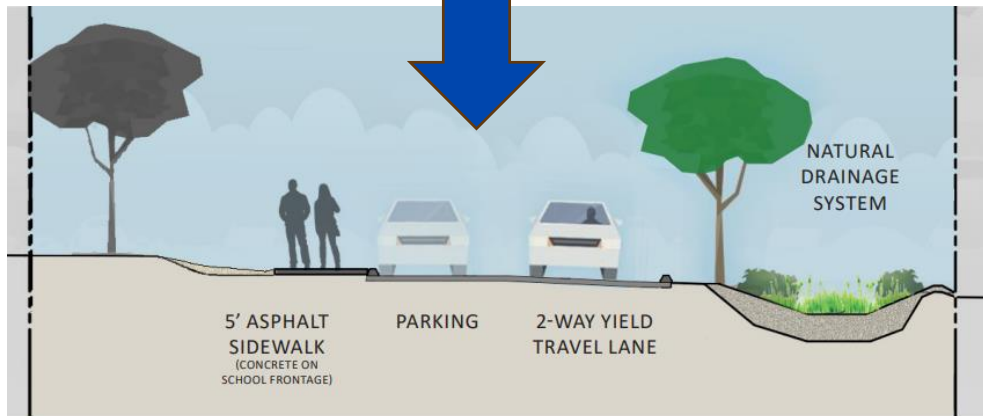 NATURAL
DRAINAGE
SYSTEM
5' ASPHALT
SIDEWALK
(CONCRETE ON
SCHOOL FRONTAGE)
PARKING
2-WAY YIELD
TRAVEL LANE